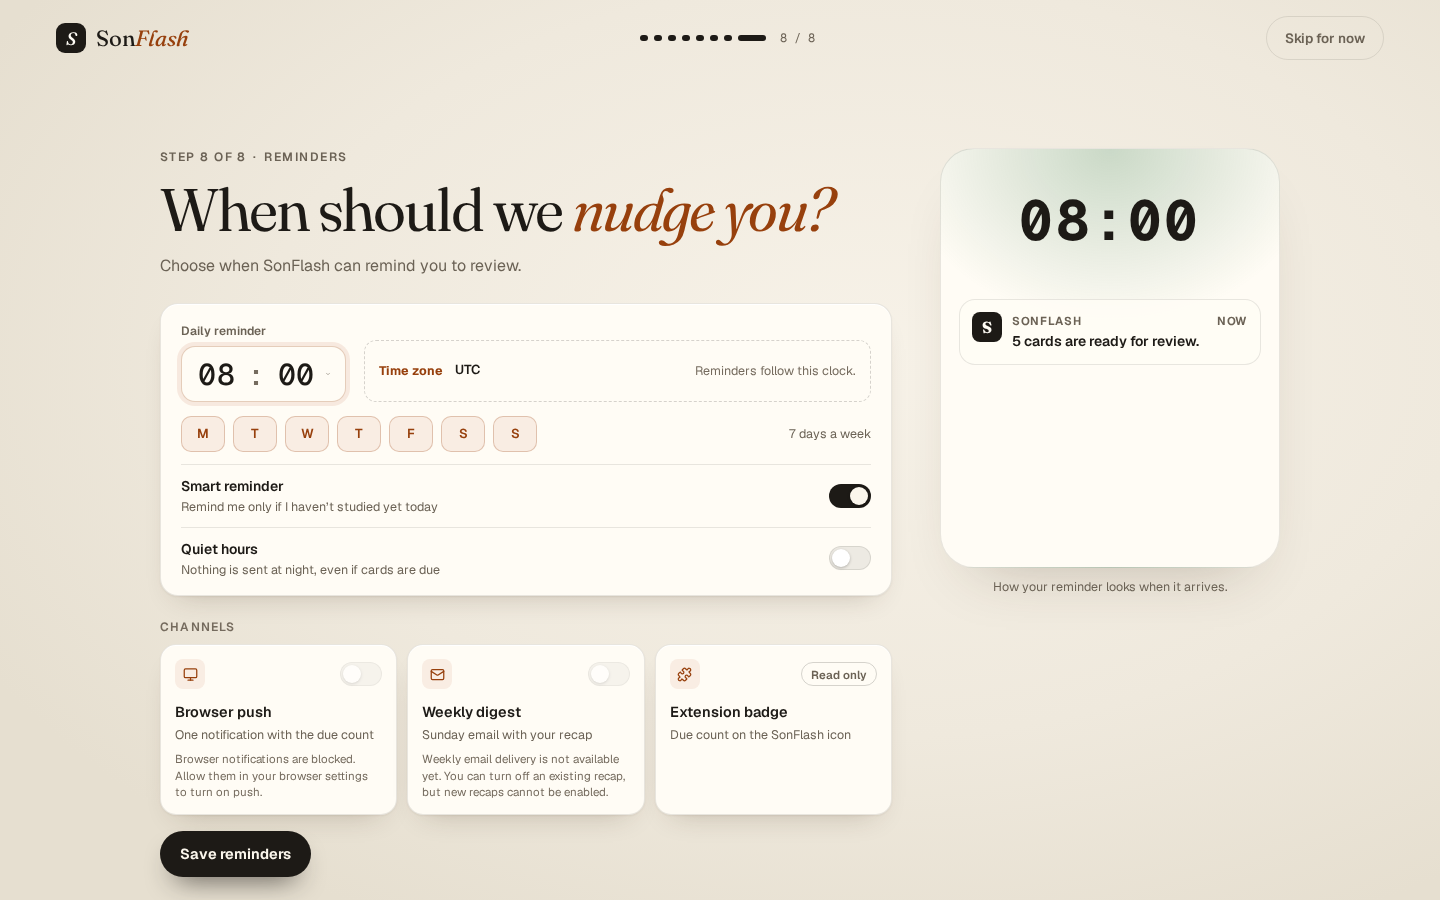 S SonFlash
8 / 8
Skip for now
STEP 8 OF 8 · REMINDERS
When should we nudge you?
Choose when SonFlash can remind you to review.
Daily reminder
08 : 00 -
Time zone UTC
Reminders follow this clock.
M T W T F S S
7 days a week
Smart reminder
Remind me only if I haven’t studied yet today
Quiet hours
Nothing is sent at night, even if cards are due
08:00
S SONFLASH NOW
5 cards are ready for review.
How your reminder looks when it arrives.
CHANNELS
Browser push
One notification with the due count
Browser notifications are blocked.
Allow them in your browser settings
to turn on push.
Weekly digest
Sunday email with your recap
Weekly email delivery is not available
yet. You can turn off an existing recap,
but new recaps cannot be enabled.
Read only
Extension badge
Due count on the SonFlash icon
Save reminders